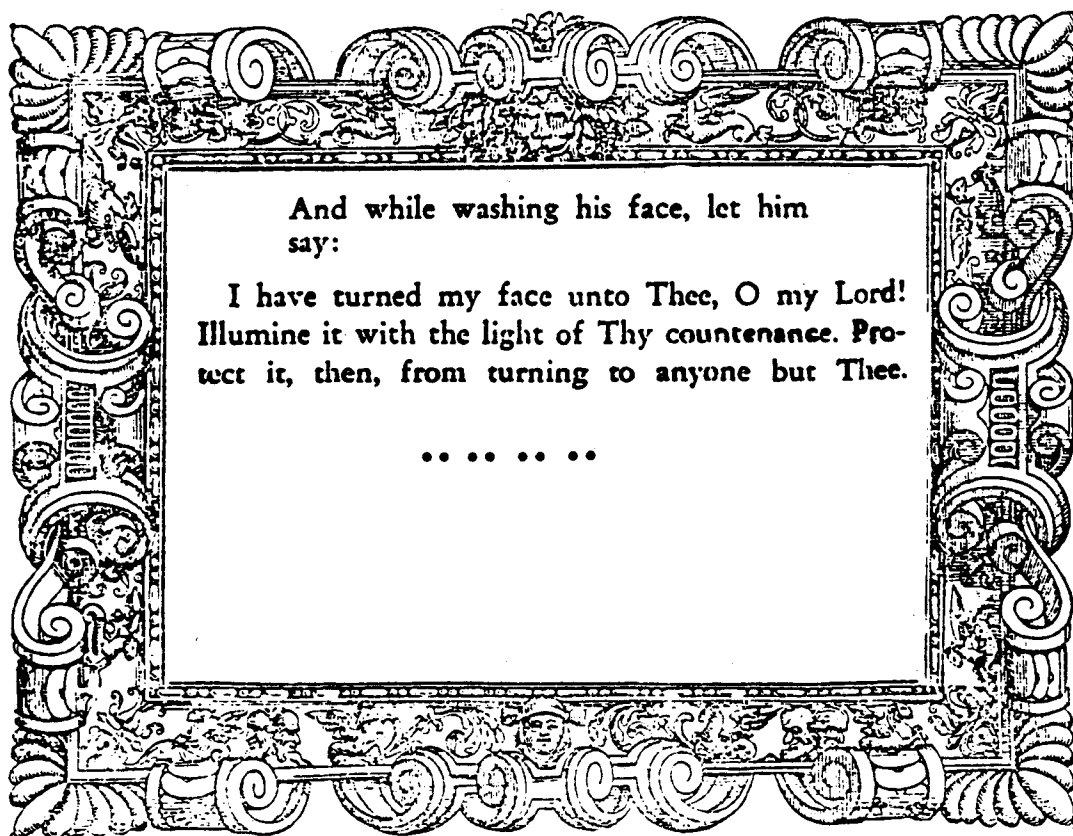 And while washing his face, let him
say:
I have turned my face unto Thee, O my Lord!
Illumine it with the light of Thy countenance. Pro-
tect it, then, from turning to anyone but Thee.